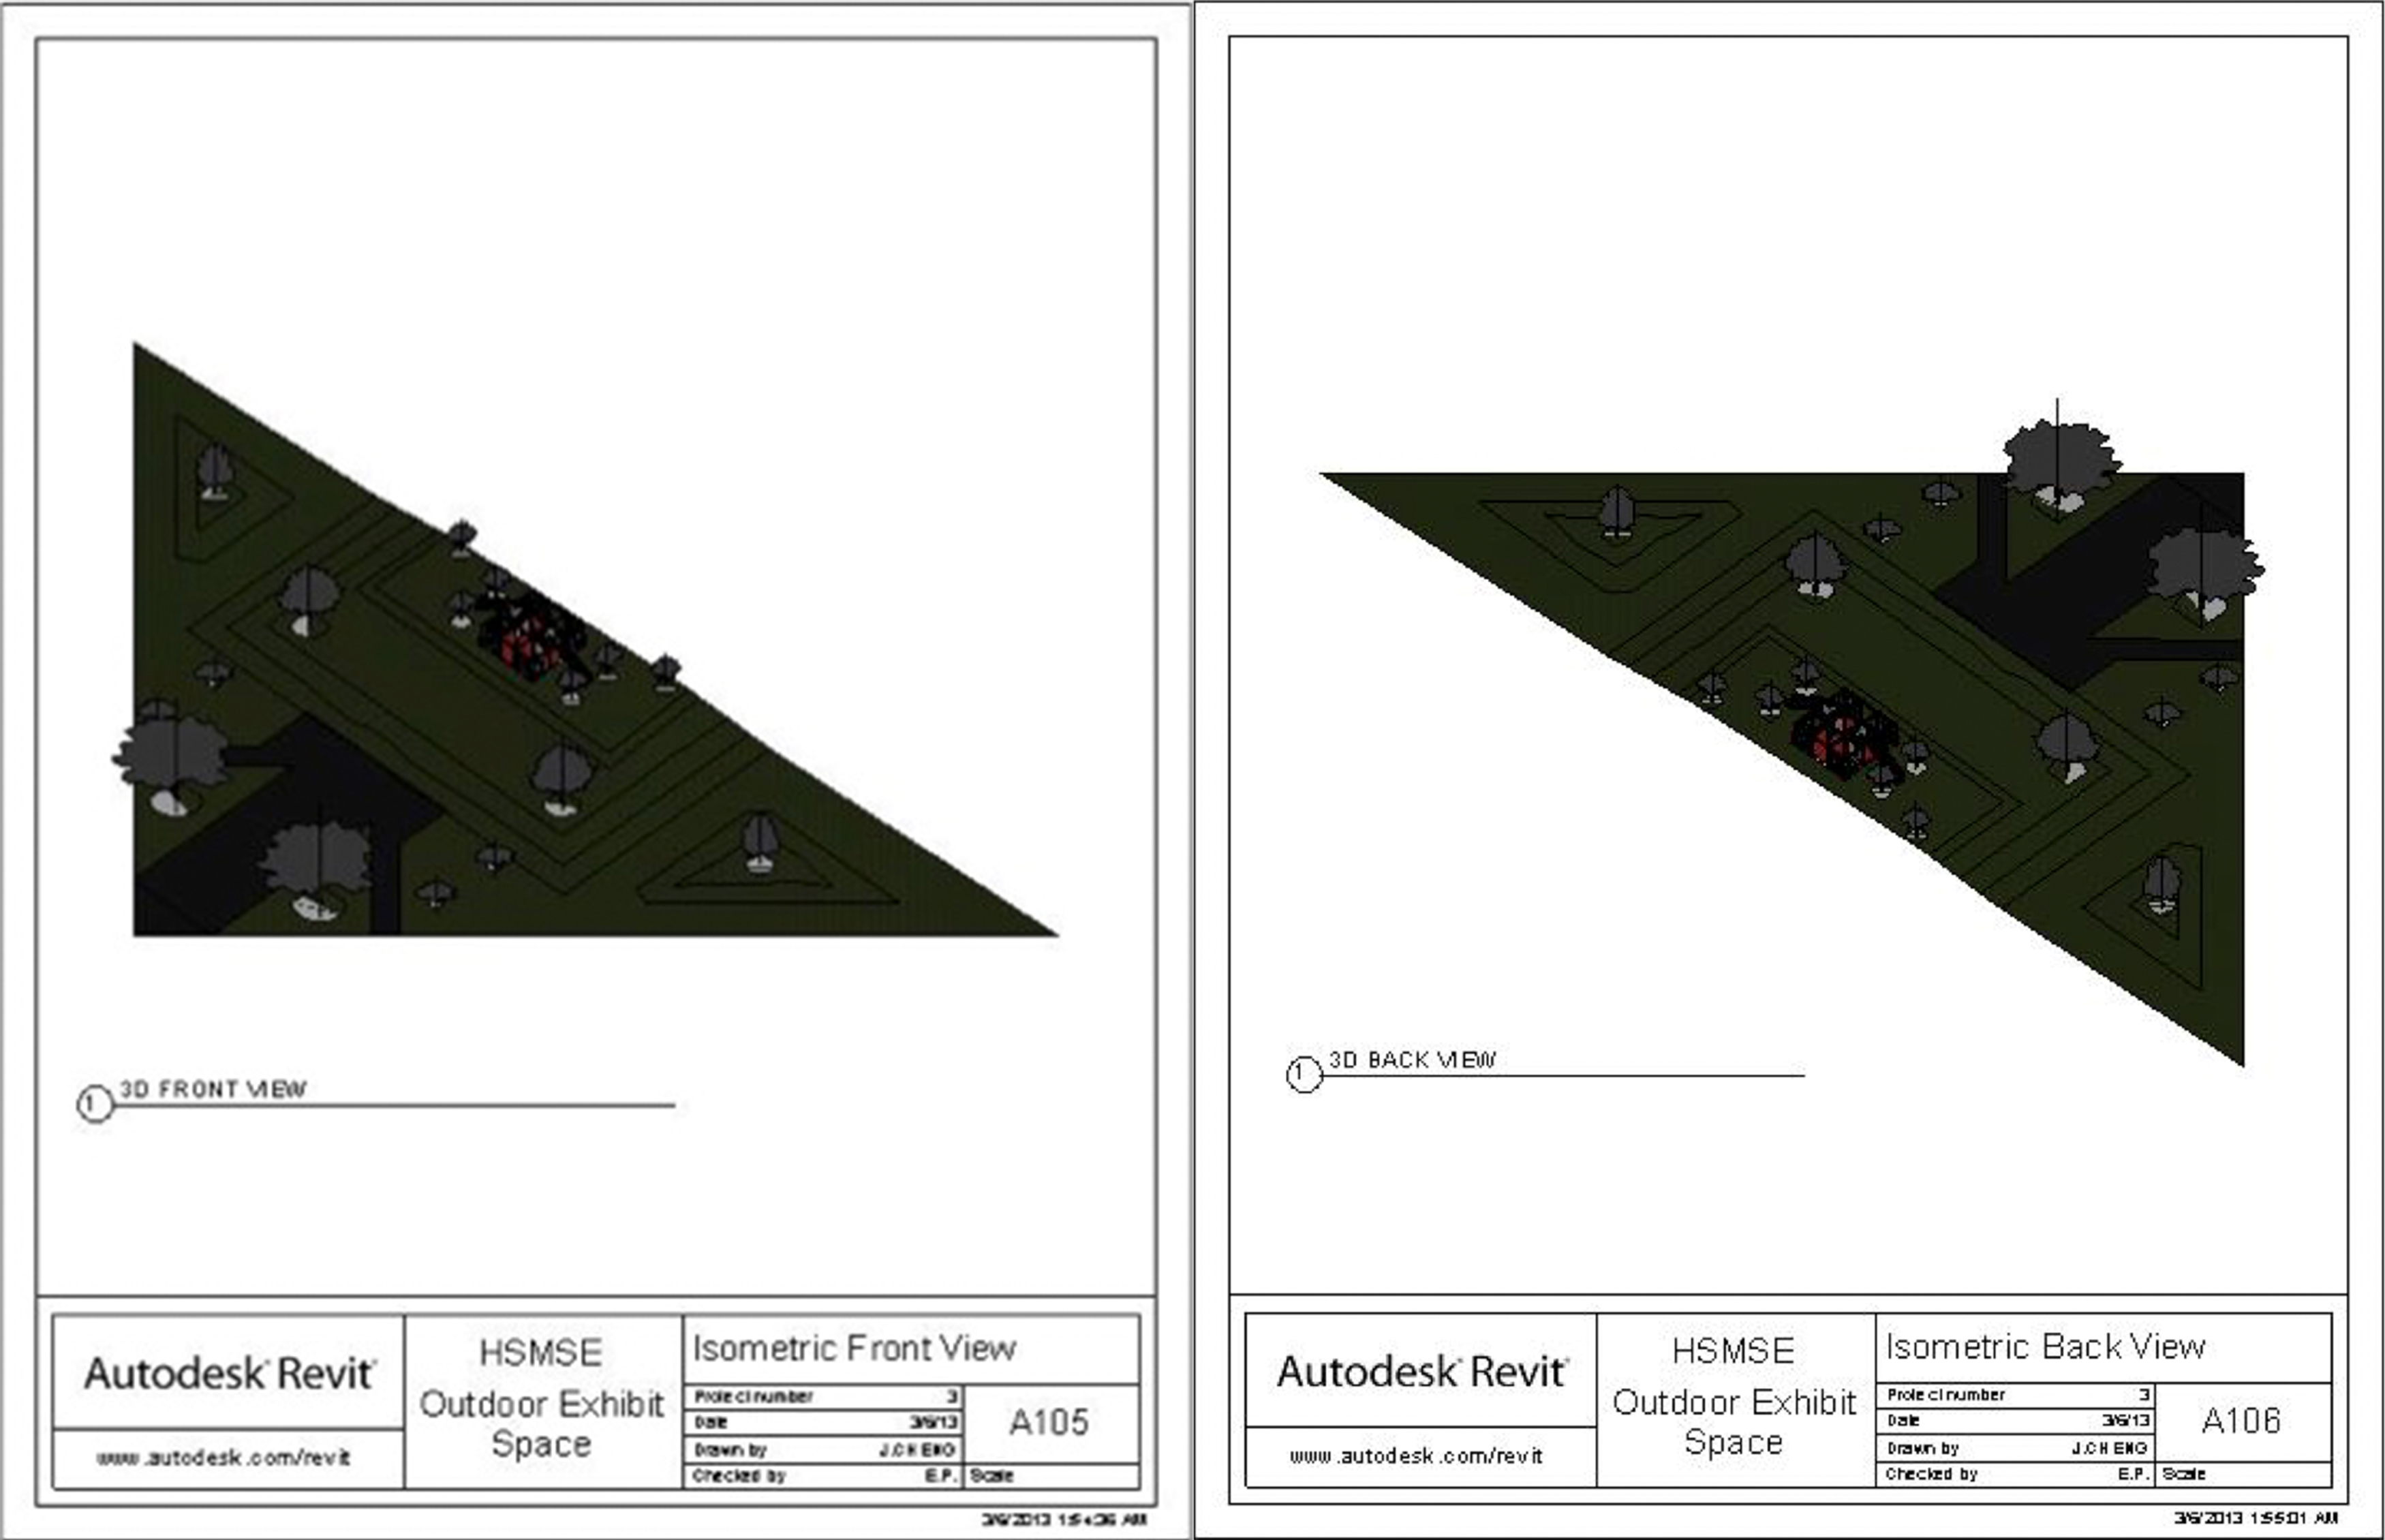 1 3D FRONT VIEW
Autodesk Revit
www.autodesk.com/revit
HSMSE
Outdoor Exhibit
Space
Isometric Front View
Project number 3
Date 3/6/13
Drawn by J.CHENG
Checked by E.P.
A105
Scale
3/6/2013 1:54:36 AM
1 3D BACK VIEW
Autodesk Revit
www.autodesk.com/revit
HSMSE
Outdoor Exhibit
Space
Isometric Back View
Project number 3
Date 3/6/13
Drawn by J.CHENG
Checked by E.P.
A106
Scale
3/6/2013 1:55:01 AM